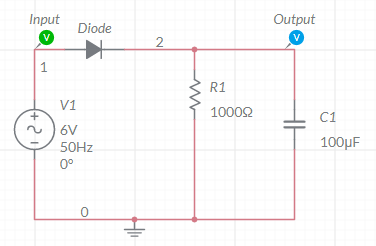 Input
Diode
Output
V
V
2
1
V1
6V
50Hz
0°
R1
1000Ω
C1
100µF
0